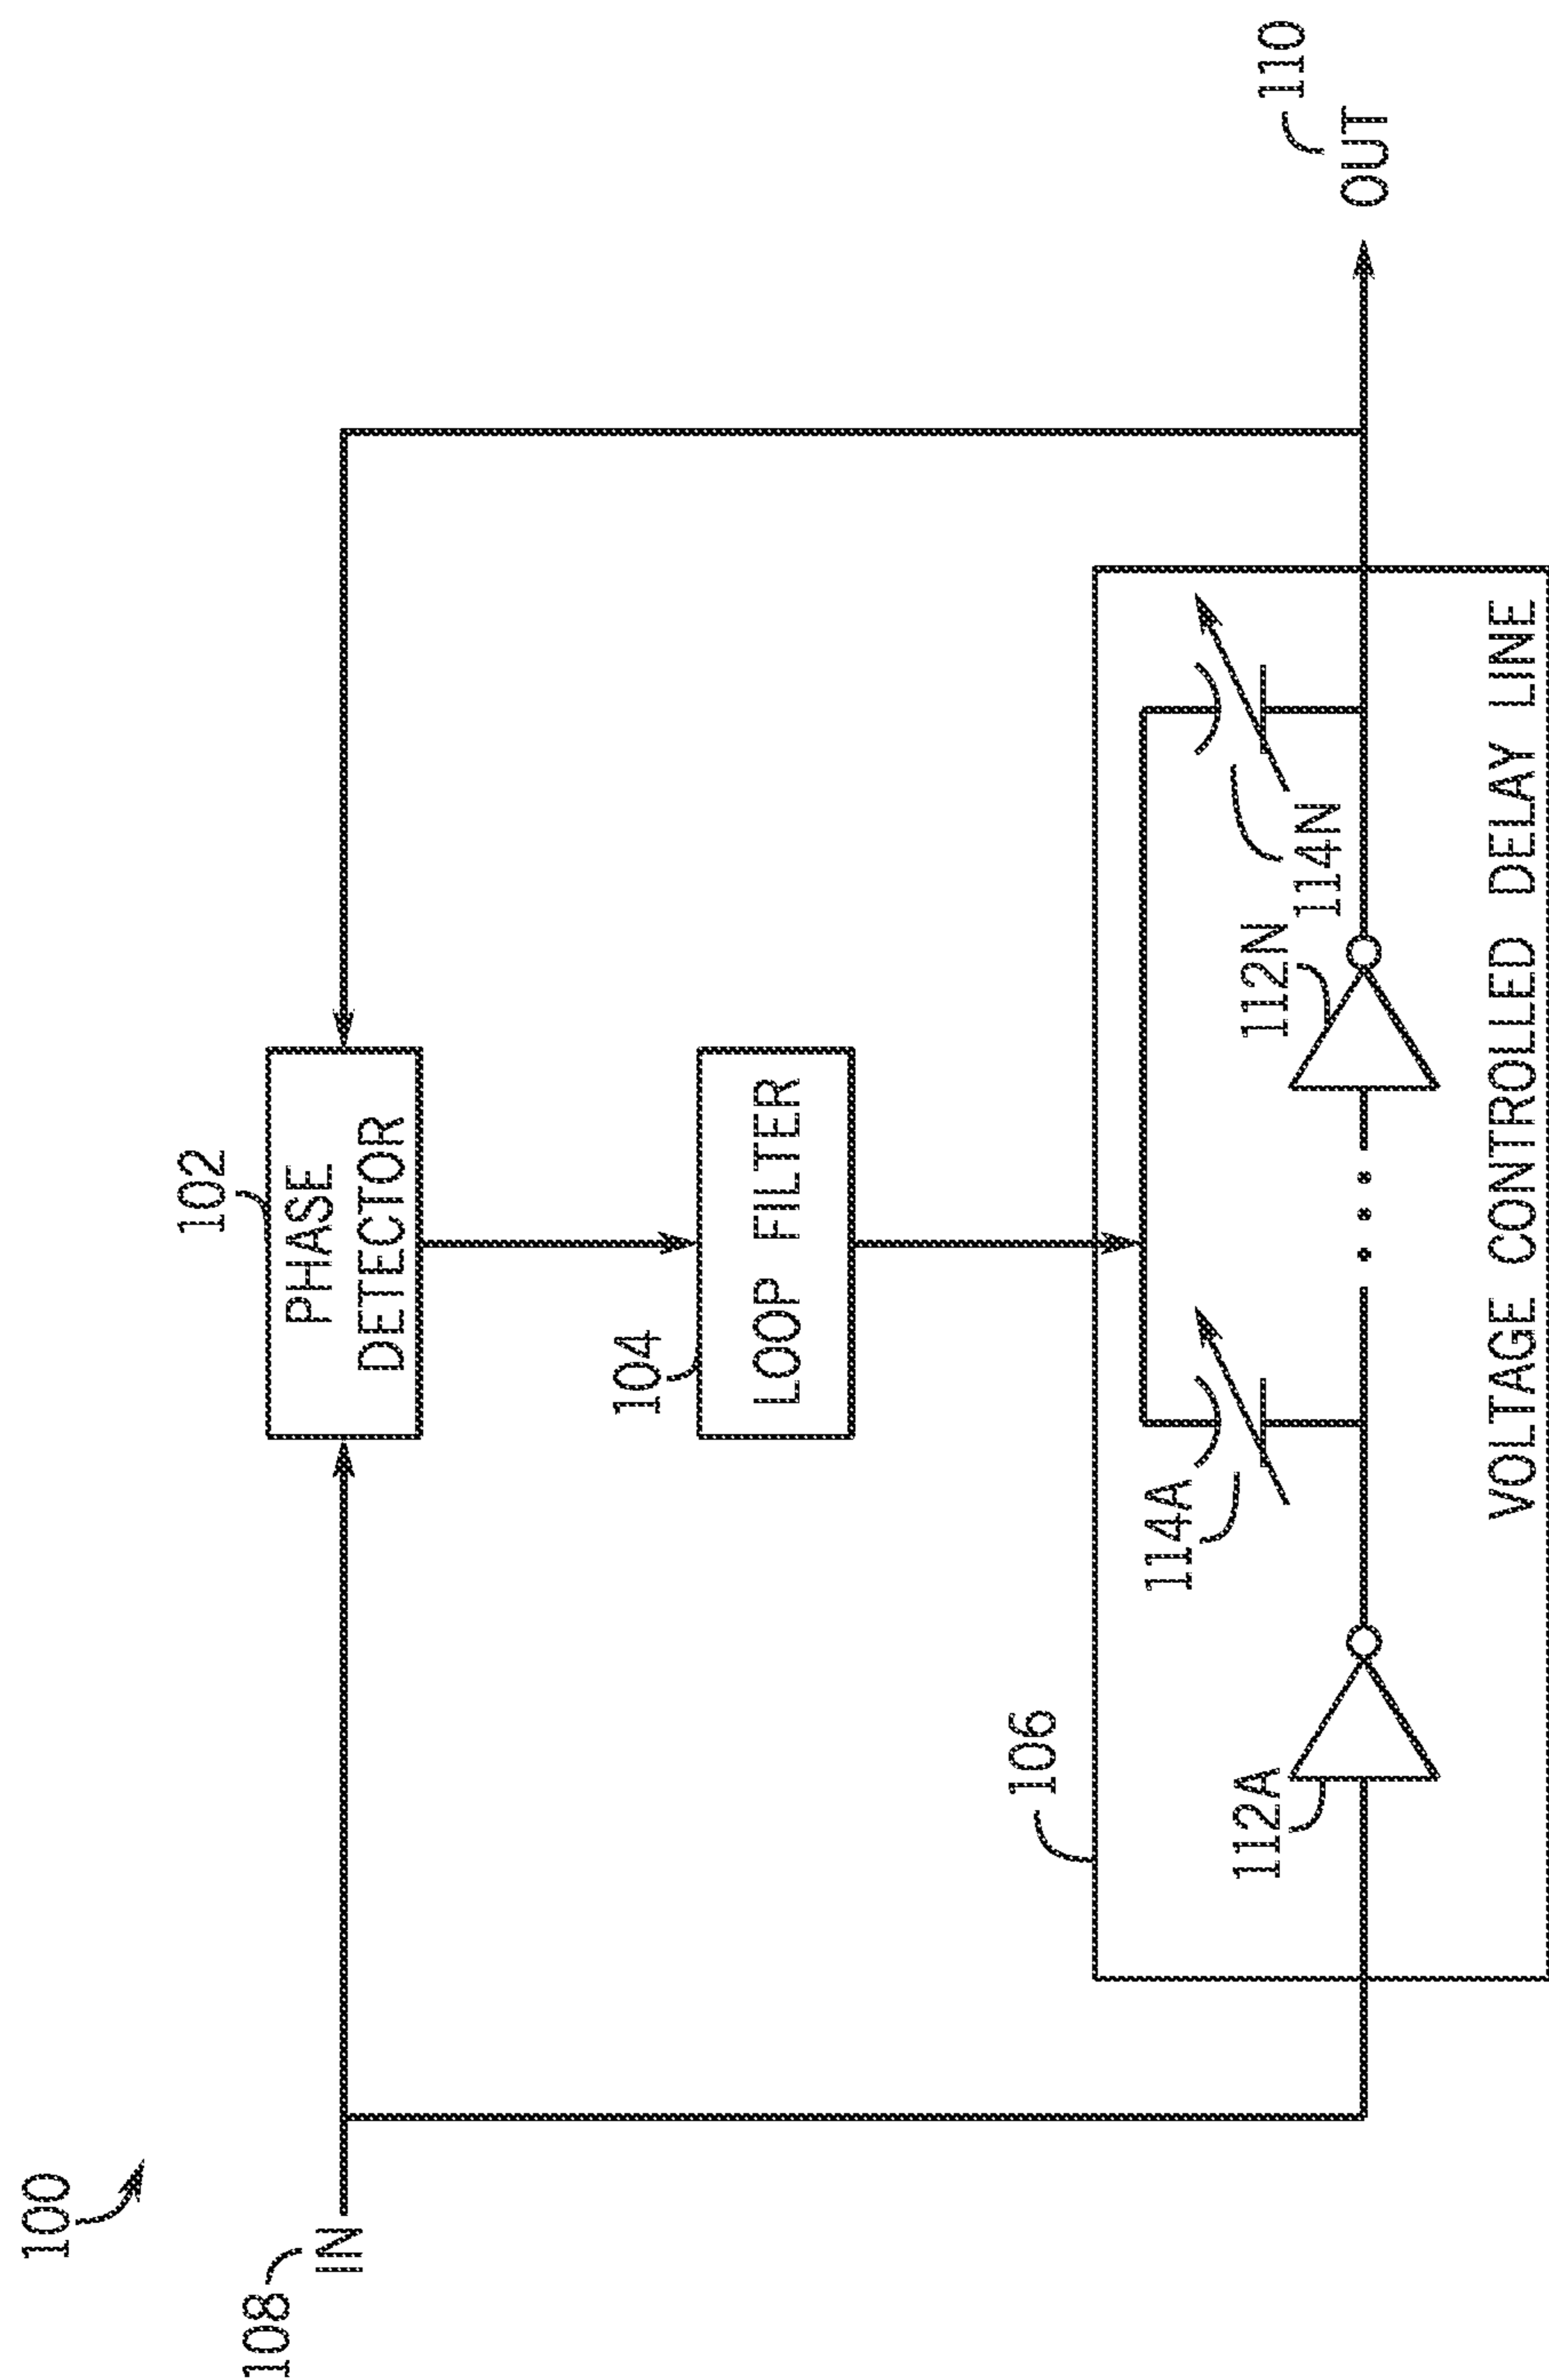 100
108
IN
102
PHASE
DETECTOR
104
LOOP FILTER
106
114A
114N
112A
112N
VOLTAGE CONTROLLED DELAY LINE
110
OUT